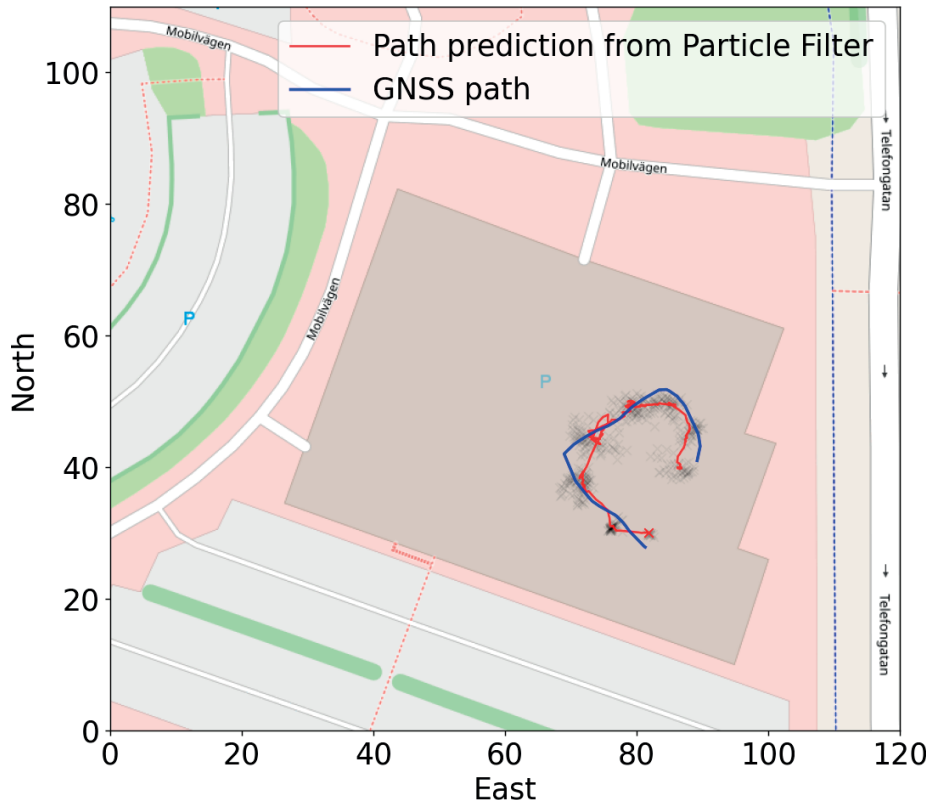 Mobilvägen
Path prediction from Particle Filter
GNSS path
Mobilvägen
Telefongatan
Mobilvägen
P
P
Telefongatan
North
100
80
60
40
20
0
0 20 40 60 80 100 120
East